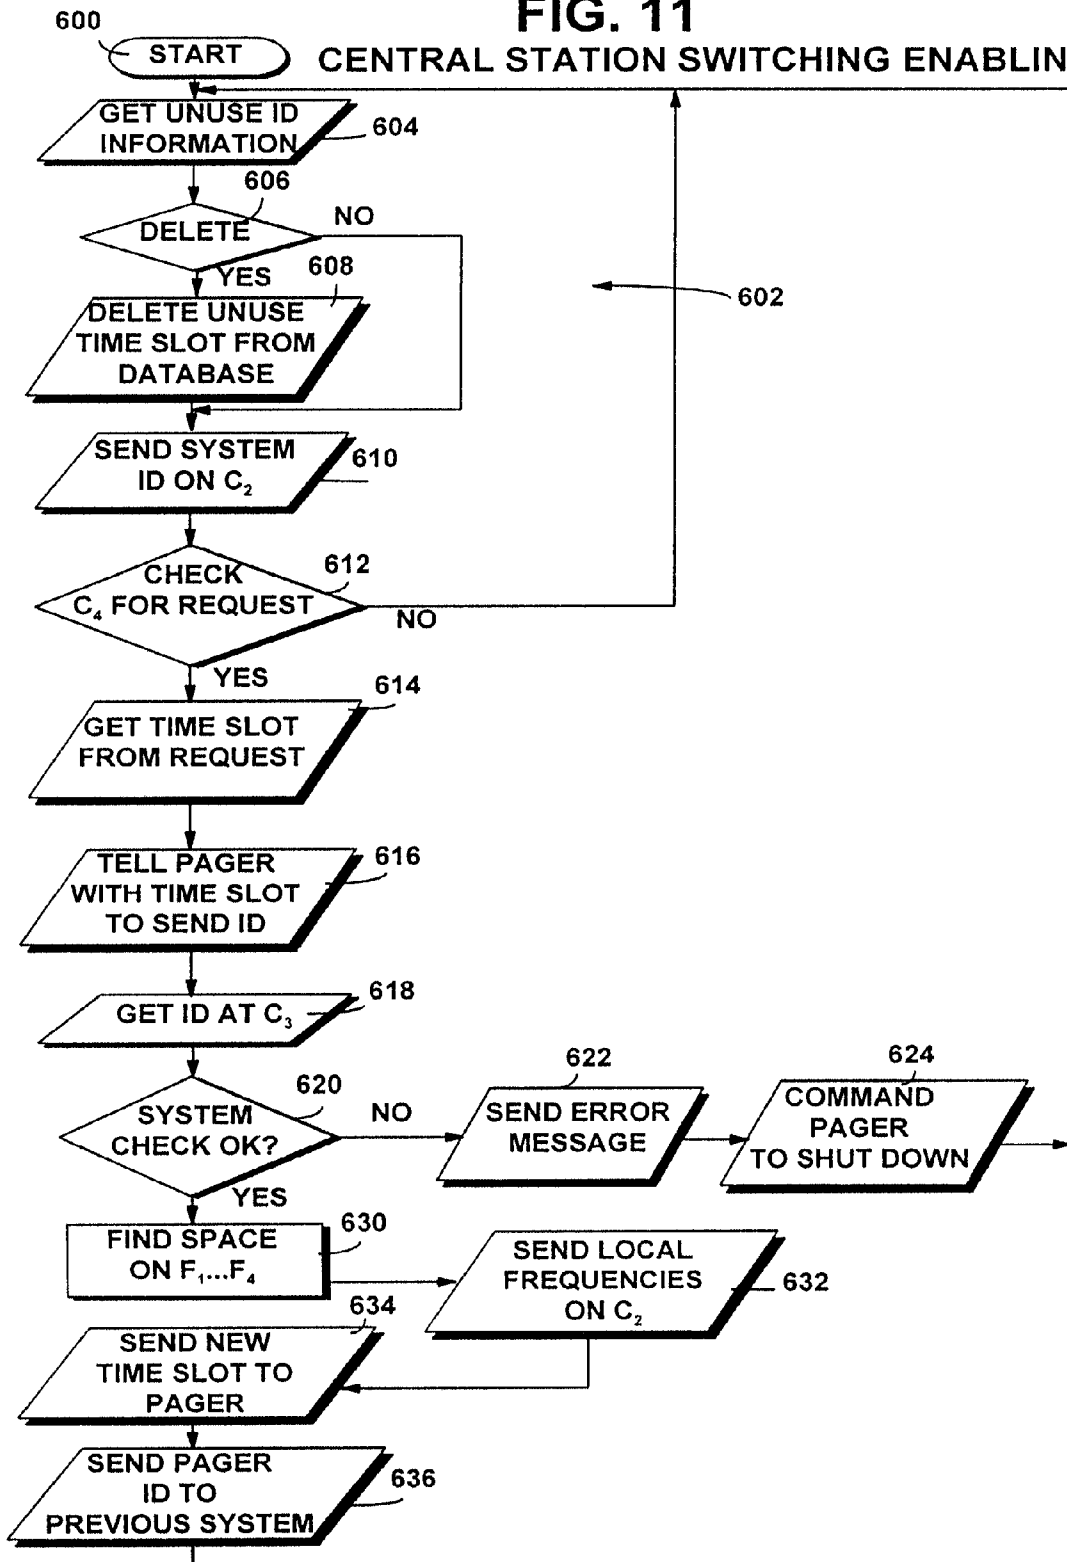 FIG. 11
600
START
CENTRAL STATION SWITCHING ENABLIN
GET UNUSE ID
INFORMATION
604
606
DELETE
NO
YES
608
DELETE UNUSE
TIME SLOT FROM
DATABASE
602
SEND SYSTEM
ID ON C₂
610
CHECK
C₄ FOR REQUEST
612
NO
YES
614
GET TIME SLOT
FROM REQUEST
TELL PAGER
WITH TIME SLOT
TO SEND ID
616
GET ID AT C₃
618
SYSTEM
CHECK OK?
620
NO
YES
622
SEND ERROR
MESSAGE
624
COMMAND
PAGER
TO SHUT DOWN
FIND SPACE
ON F₁...F₄
630
SEND LOCAL
FREQUENCIES
ON C₂
632
634
SEND NEW
TIME SLOT TO
PAGER
SEND PAGER
ID TO
PREVIOUS SYSTEM
636